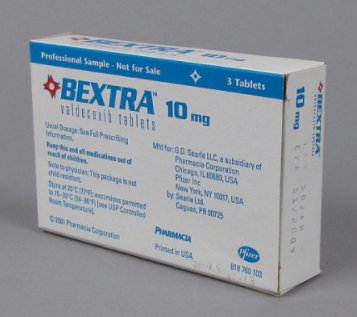 Professional Sample - Not for Sale
3 Tablets
BEXTRA™ 10 mg
valdecoxib tablets
Usual Dosage: See Full Prescribing
Information.
Keep this and all medications out of
reach of children.
Note to physician: This package is not
child resistant.
Store at 25°C (77°F); excursions permitted
to 15–30°C (59–86°F) [see USP Controlled
Room Temperature].
© 2001 Pharmacia Corporation
Mfd for: G.D. Searle LLC, a subsidiary of
Pharmacia Corporation
Chicago, IL 60680, USA
Pfizer Inc
New York, NY 10017, USA
by: Searle Ltd.
Caguas, PR 00725
PHARMACIA
Printed in USA
Pfizer
818 760 103
BEXTRA™
10 mg